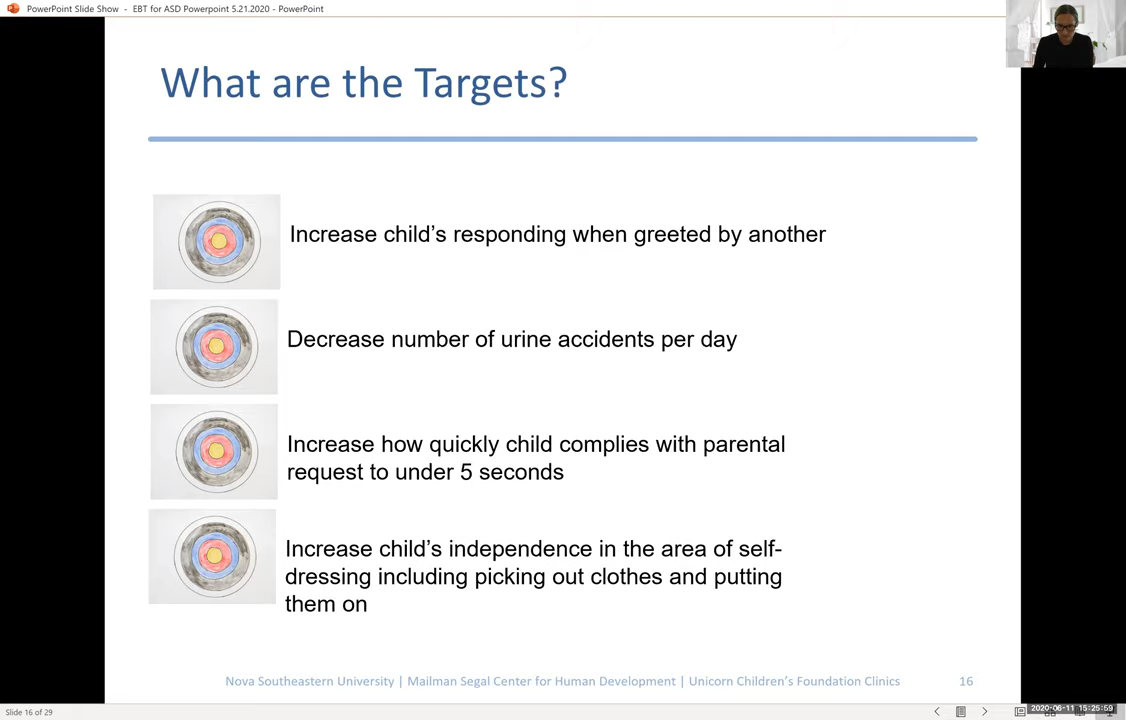 PowerPoint Slide Show - EBT for ASD Powerpoint 5.21.2020 - PowerPoint
What are the Targets?
Increase child’s responding when greeted by another
Decrease number of urine accidents per day
Increase how quickly child complies with parental
request to under 5 seconds
Increase child’s independence in the area of self-
dressing including picking out clothes and putting
them on
Nova Southeastern University | Mailman Segal Center for Human Development | Unicorn Children’s Foundation Clinics 16
Slide 16 of 29
2020-06-11 15:25:59